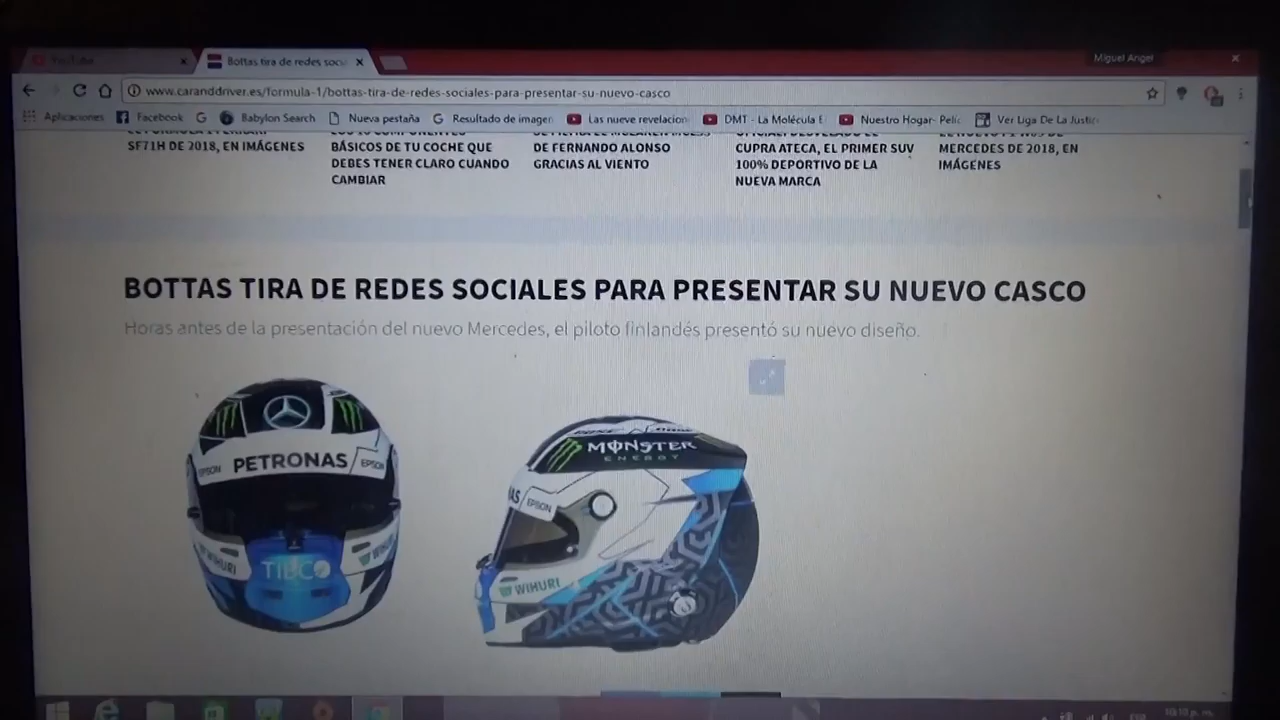 YouTube
Bottas tira de redes soci
Miguel Angel
www.caranddriver.es/formula-1/bottas-tira-de-redes-sociales-para-presentar-su-nuevo-casco
Aplicaciones
Facebook
Babylon Search
Nueva pestaña
Resultado de imagen
Las nueve revelacion
DMT - La Molécula E
Nuestro Hogar- Pelíc
Ver Liga De La Justic
SF71H DE 2018, EN IMÁGENES
BÁSICOS DE TU COCHE QUE
DEBES TENER CLARO CUANDO
CAMBIAR
DE FERNANDO ALONSO
GRACIAS AL VIENTO
CUPRA ATECA, EL PRIMER SUV
100% DEPORTIVO DE LA
NUEVA MARCA
MERCEDES DE 2018, EN
IMÁGENES
BOTTAS TIRA DE REDES SOCIALES PARA PRESENTAR SU NUEVO CASCO
Horas antes de la presentación del nuevo Mercedes, el piloto finlandés presentó su nuevo diseño.
EPSON PETRONAS EPSON
WIHURI TIBCO WIHURI
MONSTER
ENERGY
AS EPSON
WIHURI
10:10 p. m.